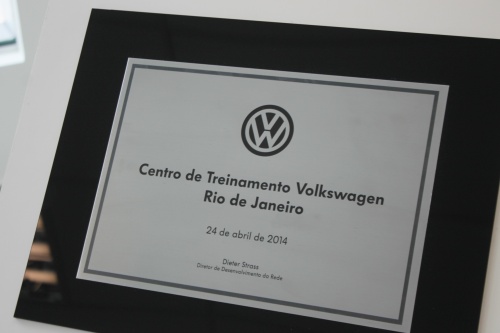 Centro de Treinamento Volkswagen
Rio de Janeiro
24 de abril de 2014
Dieter Strass
Diretor de Desenvolvimento da Rede